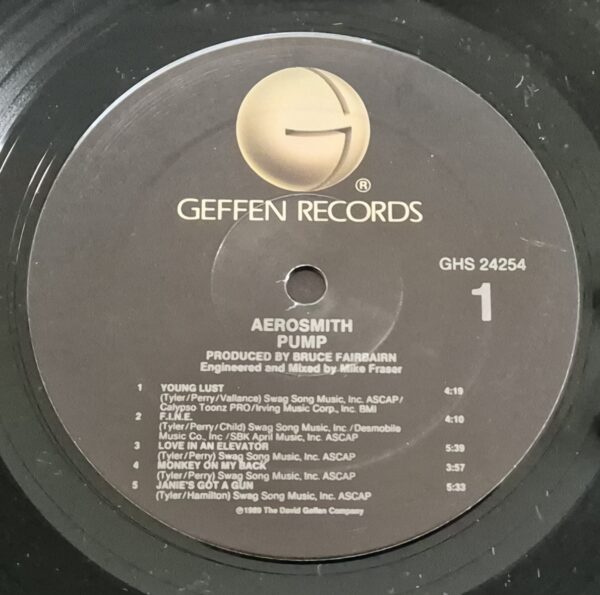 G
®
GEFFEN RECORDS
GHS 24254
1
AEROSMITH
PUMP
PRODUCED BY BRUCE FAIRBAIRN
Engineered and Mixed by Mike Fraser
1 YOUNG LUST 4:19
(Tyler/Perry/Vallance) Swag Song Music, Inc. ASCAP/
Calypso Toonz PRO/Irving Music Corp., Inc. BMI
2 F.I.N.E. 4:10
(Tyler/Perry/Child) Swag Song Music, Inc./Desmobile
Music Co., Inc/SBK April Music, Inc. ASCAP
3 LOVE IN AN ELEVATOR 5:39
(Tyler/Perry) Swag Song Music, Inc. ASCAP
4 MONKEY ON MY BACK 3:57
(Tyler/Perry) Swag Song Music, Inc. ASCAP
5 JANIE'S GOT A GUN 5:33
(Tyler/Hamilton) Swag Song Music, Inc. ASCAP
℗1989 The David Geffen Company